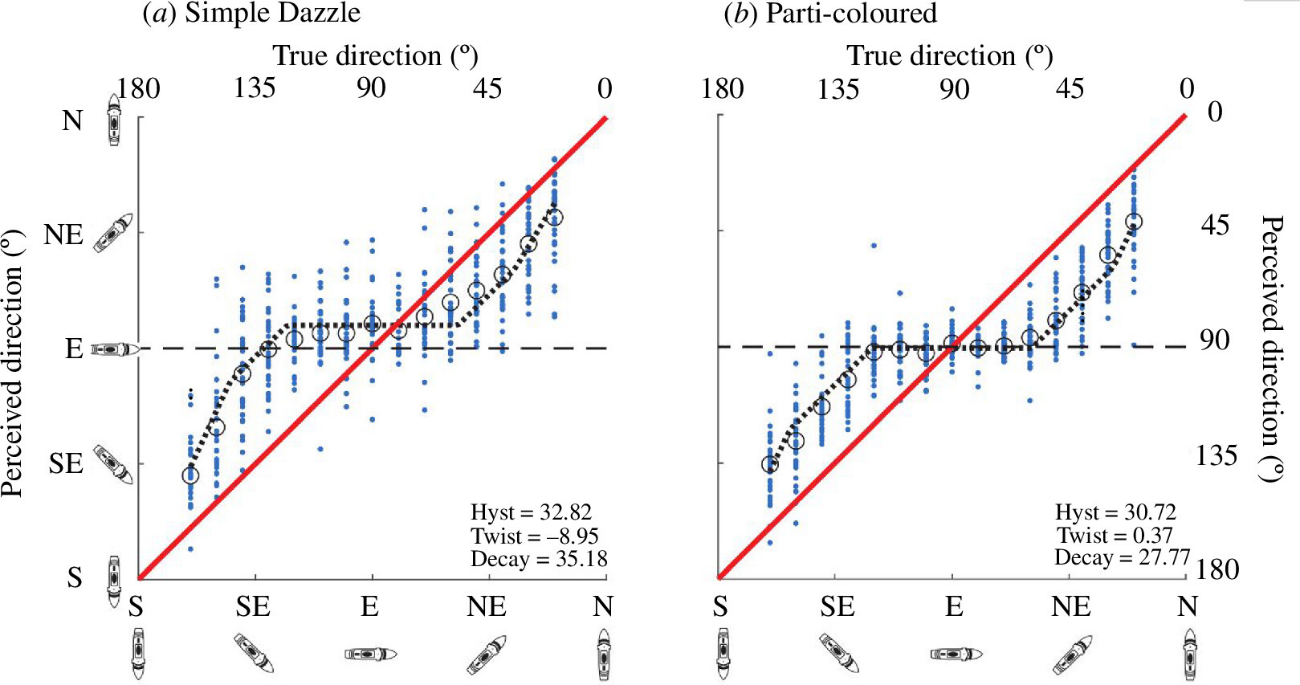 (a) Simple Dazzle
True direction (º)
180 135 90 45 0
N
NE
E
SE
S
Perceived direction (º)
Hyst = 32.82
Twist = –8.95
Decay = 35.18
S SE E NE N
(b) Parti-coloured
True direction (º)
180 135 90 45 0
0
45
90
135
180
Perceived direction (º)
Hyst = 30.72
Twist = 0.37
Decay = 27.77
S SE E NE N